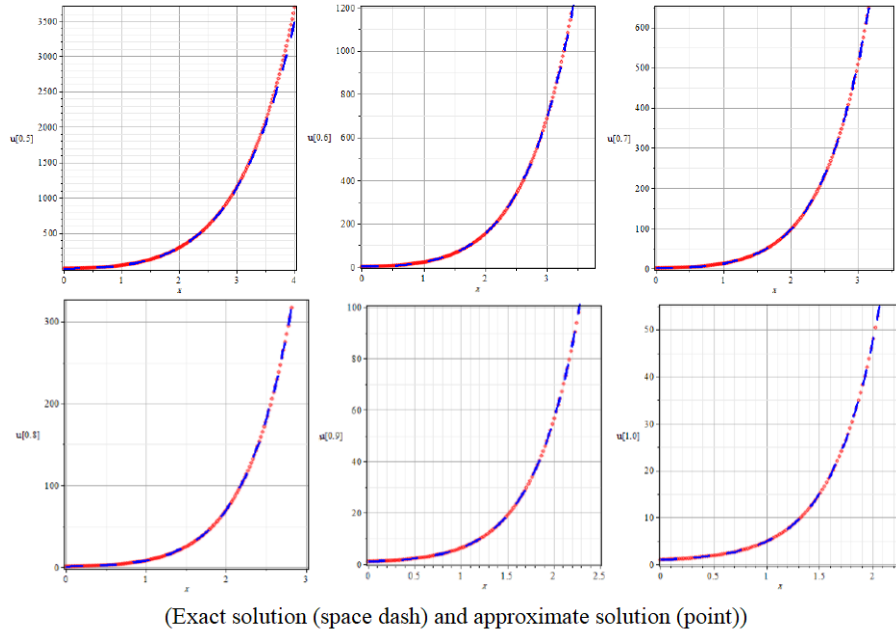 3500
3000
2500
2000
u[0.5]
1500
1000
500
0 1 2 3 4
x
1200
1000
800
u[0.6]
600
400
200
0
0 1 2 3
x
600
500
400
u[0.7]
300
200
100
0
0 1 2 3
x
300
200
u[0.8]
100
0
0 1 2 3
x
100
80
60
u[0.9]
40
20
0
0 0.5 1 1.5 2 2.5
x
50
40
30
u[1.0]
20
10
0
0 0.5 1 1.5 2
x
(Exact solution (space dash) and approximate solution (point))